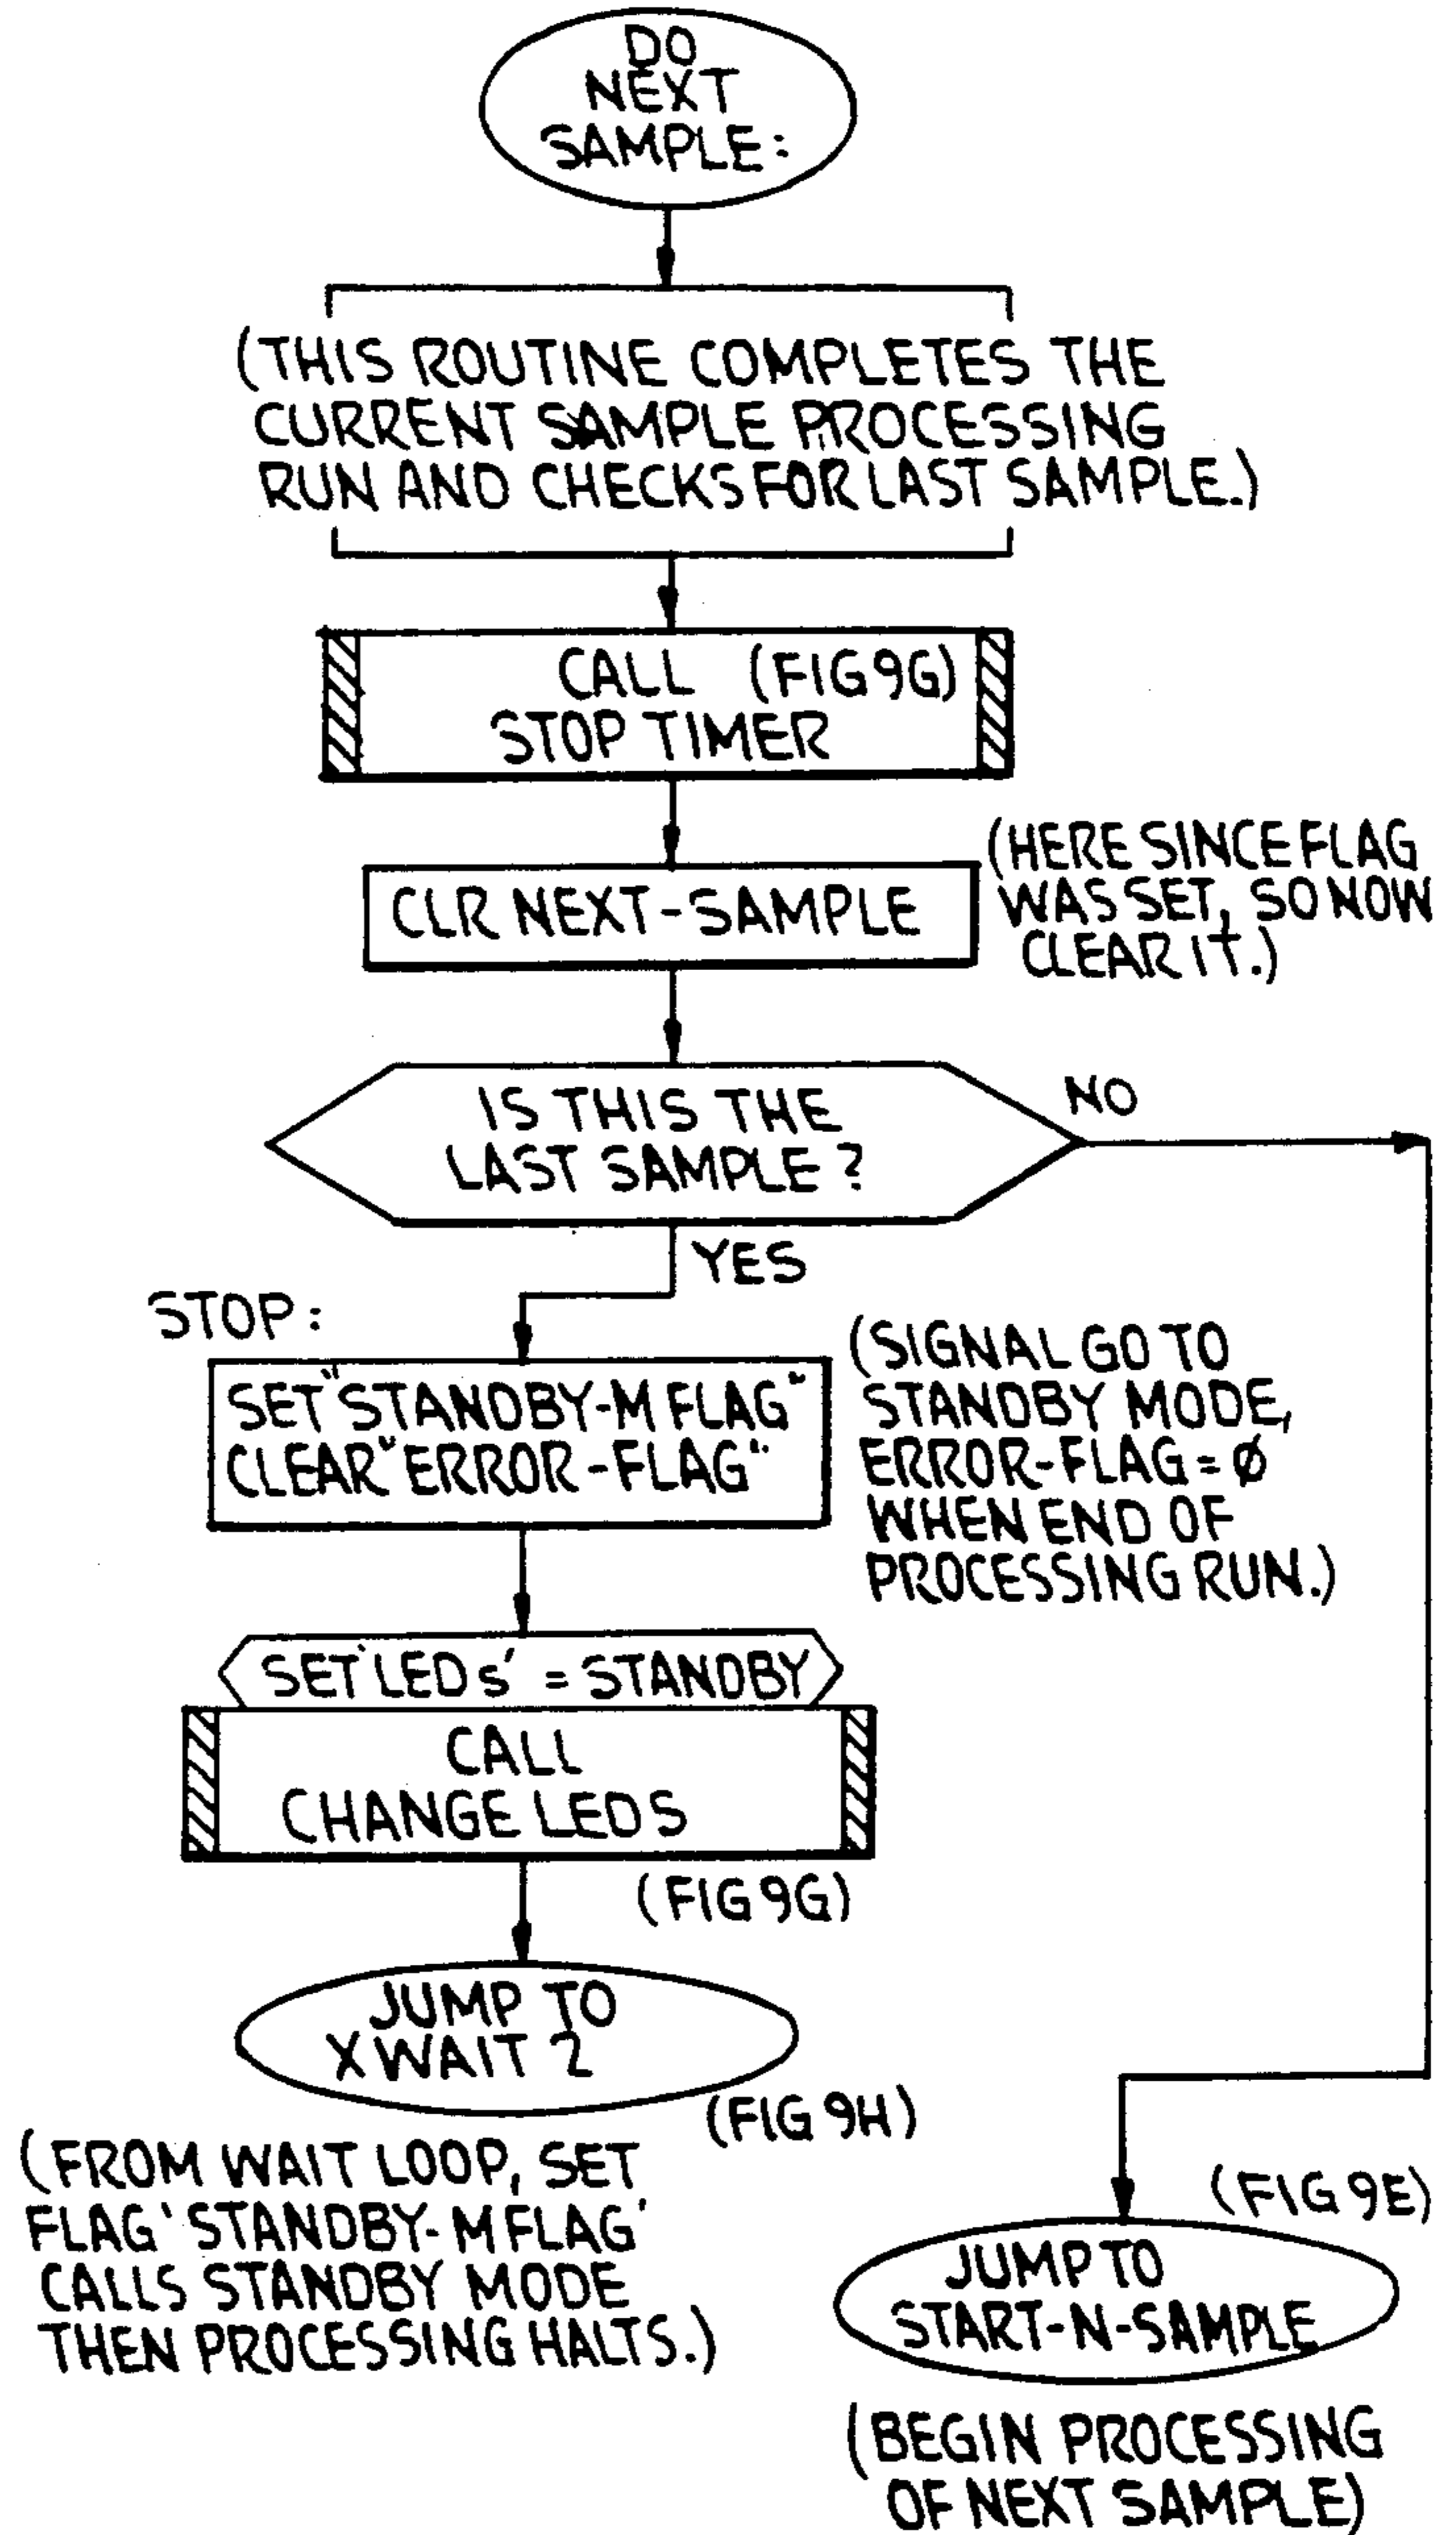 DO
NEXT
SAMPLE:
(THIS ROUTINE COMPLETES THE
CURRENT SAMPLE PROCESSING
RUN AND CHECKS FOR LAST SAMPLE.)
CALL (FIG 9G)
STOP TIMER
CLR NEXT-SAMPLE
(HERE SINCE FLAG
WAS SET, SO NOW
CLEAR IT.)
IS THIS THE
LAST SAMPLE?
NO
YES
STOP:
SET "STANDBY-M FLAG"
CLEAR "ERROR-FLAG"
(SIGNAL GO TO
STANDBY MODE,
ERROR-FLAG = Ø
WHEN END OF
PROCESSING RUN.)
SET 'LEDs' = STANDBY
CALL
CHANGE LEDS
(FIG 9G)
JUMP TO
XWAIT 2
(FIG 9H)
(FROM WAIT LOOP, SET
FLAG 'STANDBY-M FLAG'
CALLS STANDBY MODE
THEN PROCESSING HALTS.)
(FIG 9E)
JUMP TO
START-N-SAMPLE
(BEGIN PROCESSING
OF NEXT SAMPLE)